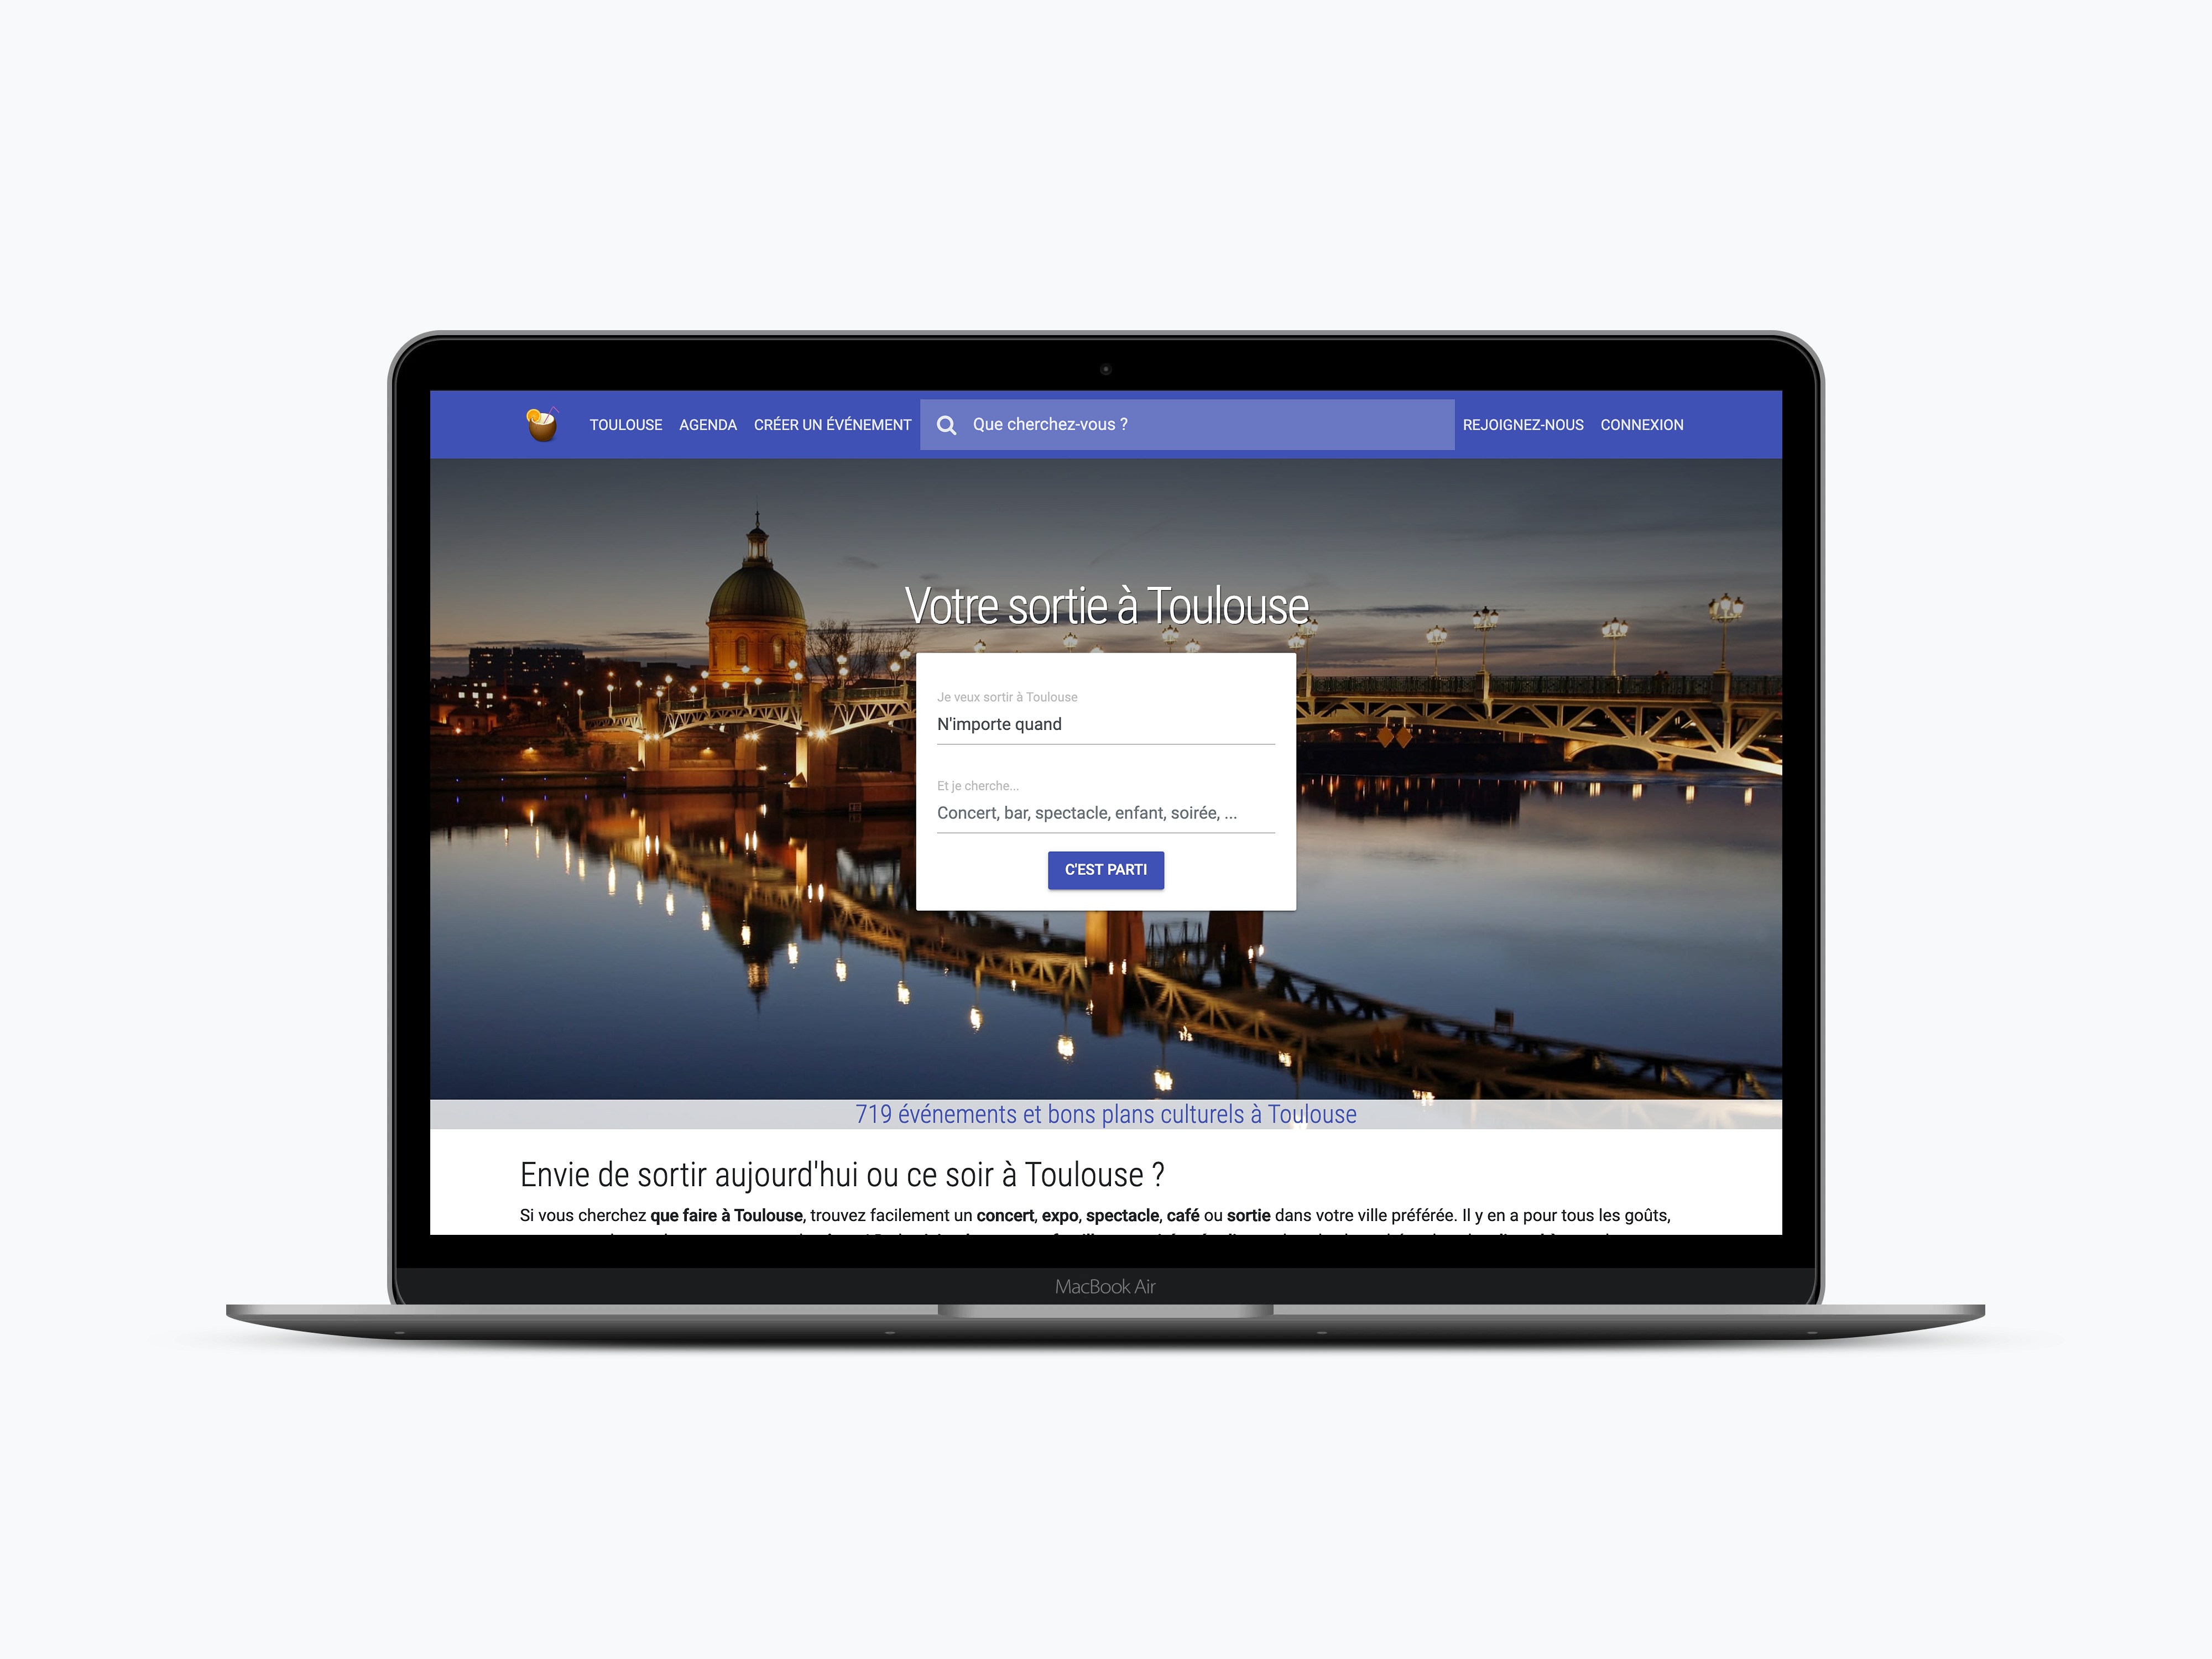 TOULOUSE AGENDA CRÉER UN ÉVÉNEMENT Que cherchez-vous ? REJOIGNEZ-NOUS CONNEXION
Votre sortie à Toulouse
Je veux sortir à Toulouse
N'importe quand
Et je cherche...
Concert, bar, spectacle, enfant, soirée, ...
C'EST PARTI
719 événements et bons plans culturels à Toulouse
Envie de sortir aujourd'hui ou ce soir à Toulouse ?
Si vous cherchez que faire à Toulouse, trouvez facilement un concert, expo, spectacle, café ou sortie dans votre ville préférée. Il y en a pour tous les goûts,
MacBook Air